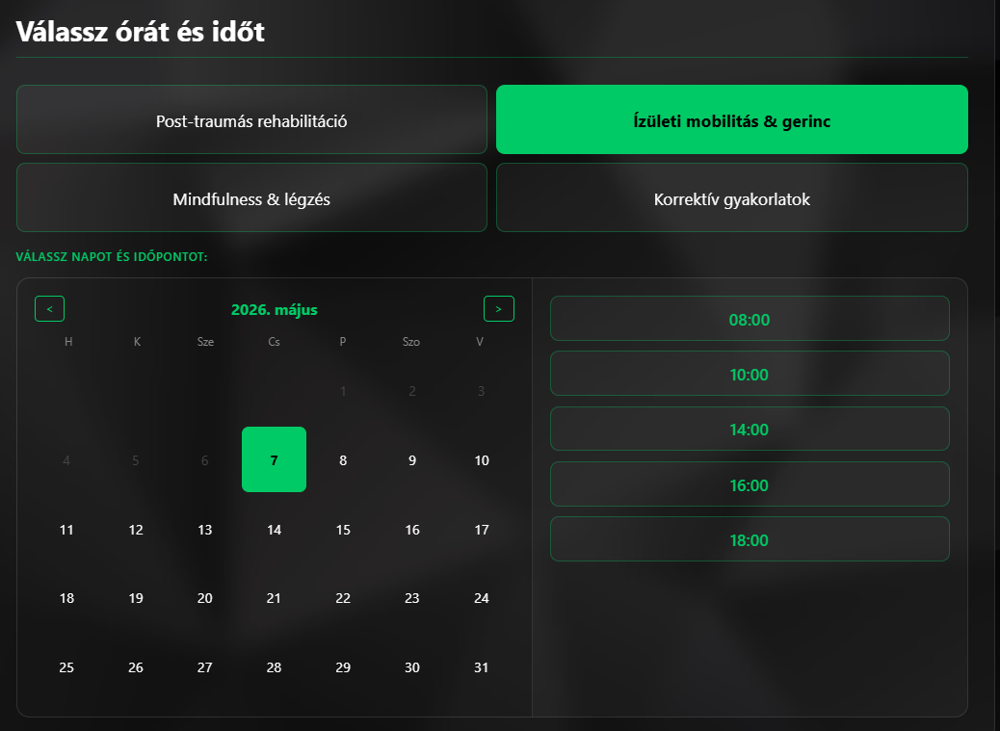 Válassz órát és időt
Post-traumás rehabilitáció
Ízületi mobilitás & gerinc
Mindfulness & légzés
Korrektív gyakorlatok
VÁLASSZ NAPOT ÉS IDŐPONTOT:
< 2026. május >
H K Sze Cs P Szo V
1 2 3
4 5 6 7 8 9 10
11 12 13 14 15 16 17
18 19 20 21 22 23 24
25 26 27 28 29 30 31
08:00
10:00
14:00
16:00
18:00